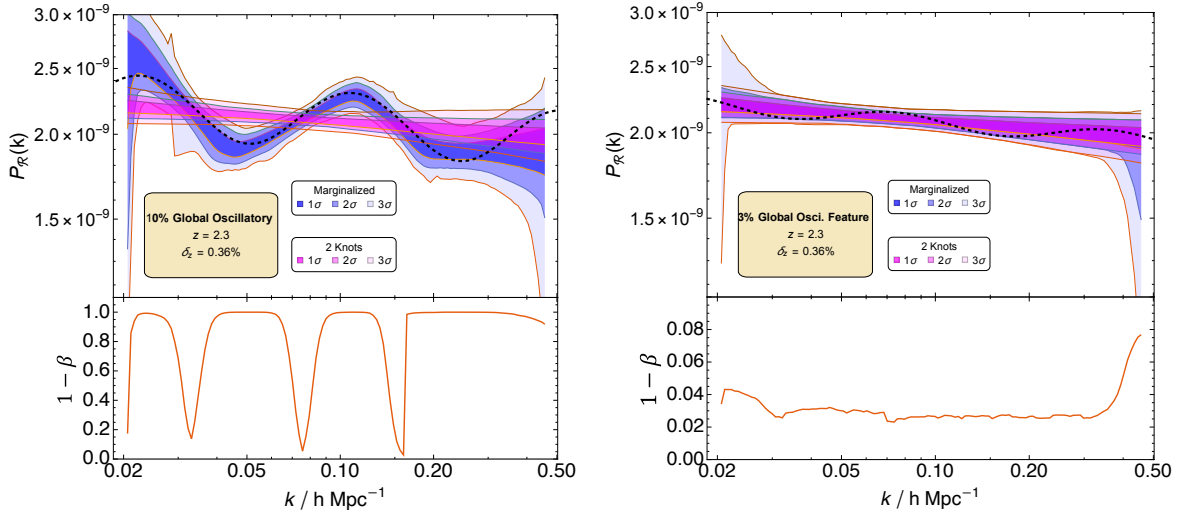 3.0 × 10⁻⁹
2.5 × 10⁻⁹
2.0 × 10⁻⁹
1.5 × 10⁻⁹
P_ℛ(k)
10% Global Oscillatory
z = 2.3
δ_z = 0.36%
Marginalized
1σ 2σ 3σ
2 Knots
1σ 2σ 3σ
1.0
0.8
0.6
0.4
0.2
0.0
1 − β
0.02 0.05 0.10 0.20 0.50
k / h Mpc⁻¹
3.0 × 10⁻⁹
2.5 × 10⁻⁹
2.0 × 10⁻⁹
1.5 × 10⁻⁹
P_ℛ(k)
3% Global Osci. Feature
z = 2.3
δ_z = 0.36%
Marginalized
1σ 2σ 3σ
2 Knots
1σ 2σ 3σ
0.08
0.06
0.04
0.02
0.00
1 − β
0.02 0.05 0.10 0.20 0.50
k / h Mpc⁻¹